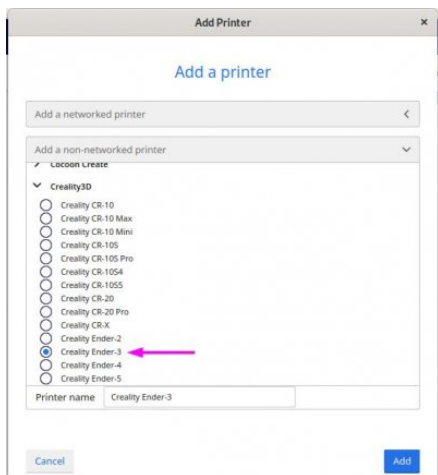 Add Printer
×
Add a printer
Add a networked printer
Add a non-networked printer
Cocoon Create
Creality3D
Creality CR-10
Creality CR-10 Max
Creality CR-10 Mini
Creality CR-10S
Creality CR-10S Pro
Creality CR-10S4
Creality CR-10S5
Creality CR-20
Creality CR-20 Pro
Creality CR-X
Creality Ender-2
Creality Ender-3
Creality Ender-4
Creality Ender-5
Printer name Creality Ender-3
Cancel Add